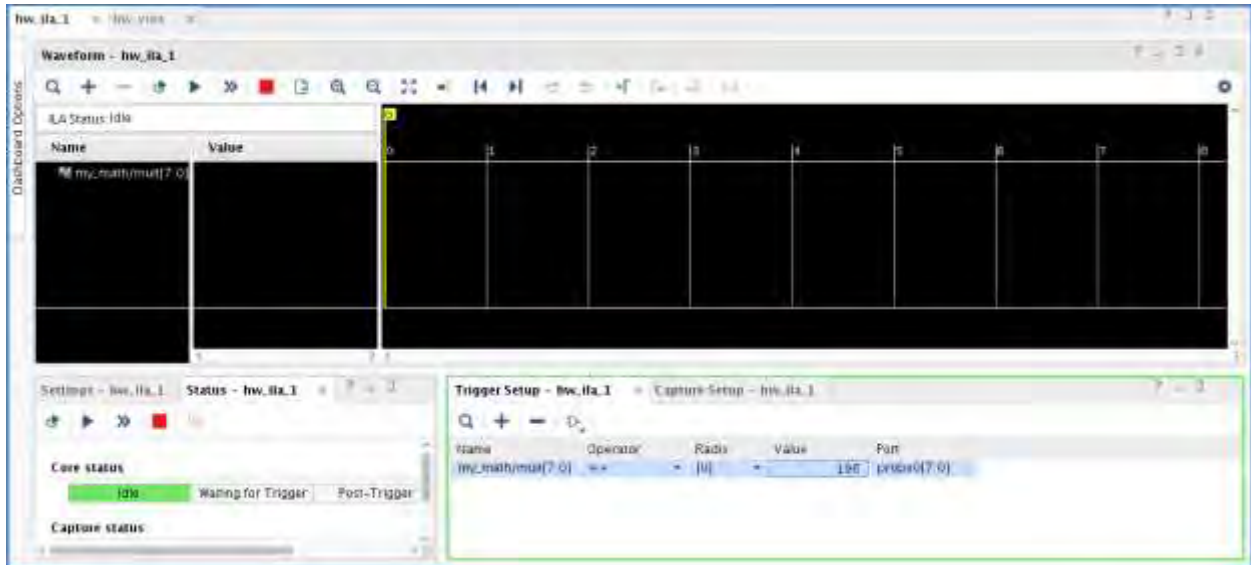 hw_ila_1 hw_vios
Waveform - hw_ila_1
Dashboard Options
ILA Status: Idle
Name Value
0
0 1 2 3 4 5 6 7 8
my_math/mult[7:0]
Settings - hw_ila_1 Status - hw_ila_1
Trigger Setup - hw_ila_1 Capture Setup - hw_ila_1
Name Operator Radix Value Port
my_math/mult[7:0] == [U] probe0[7:0]
Core status
Idle Waiting for Trigger Post-Trigger
Capture status